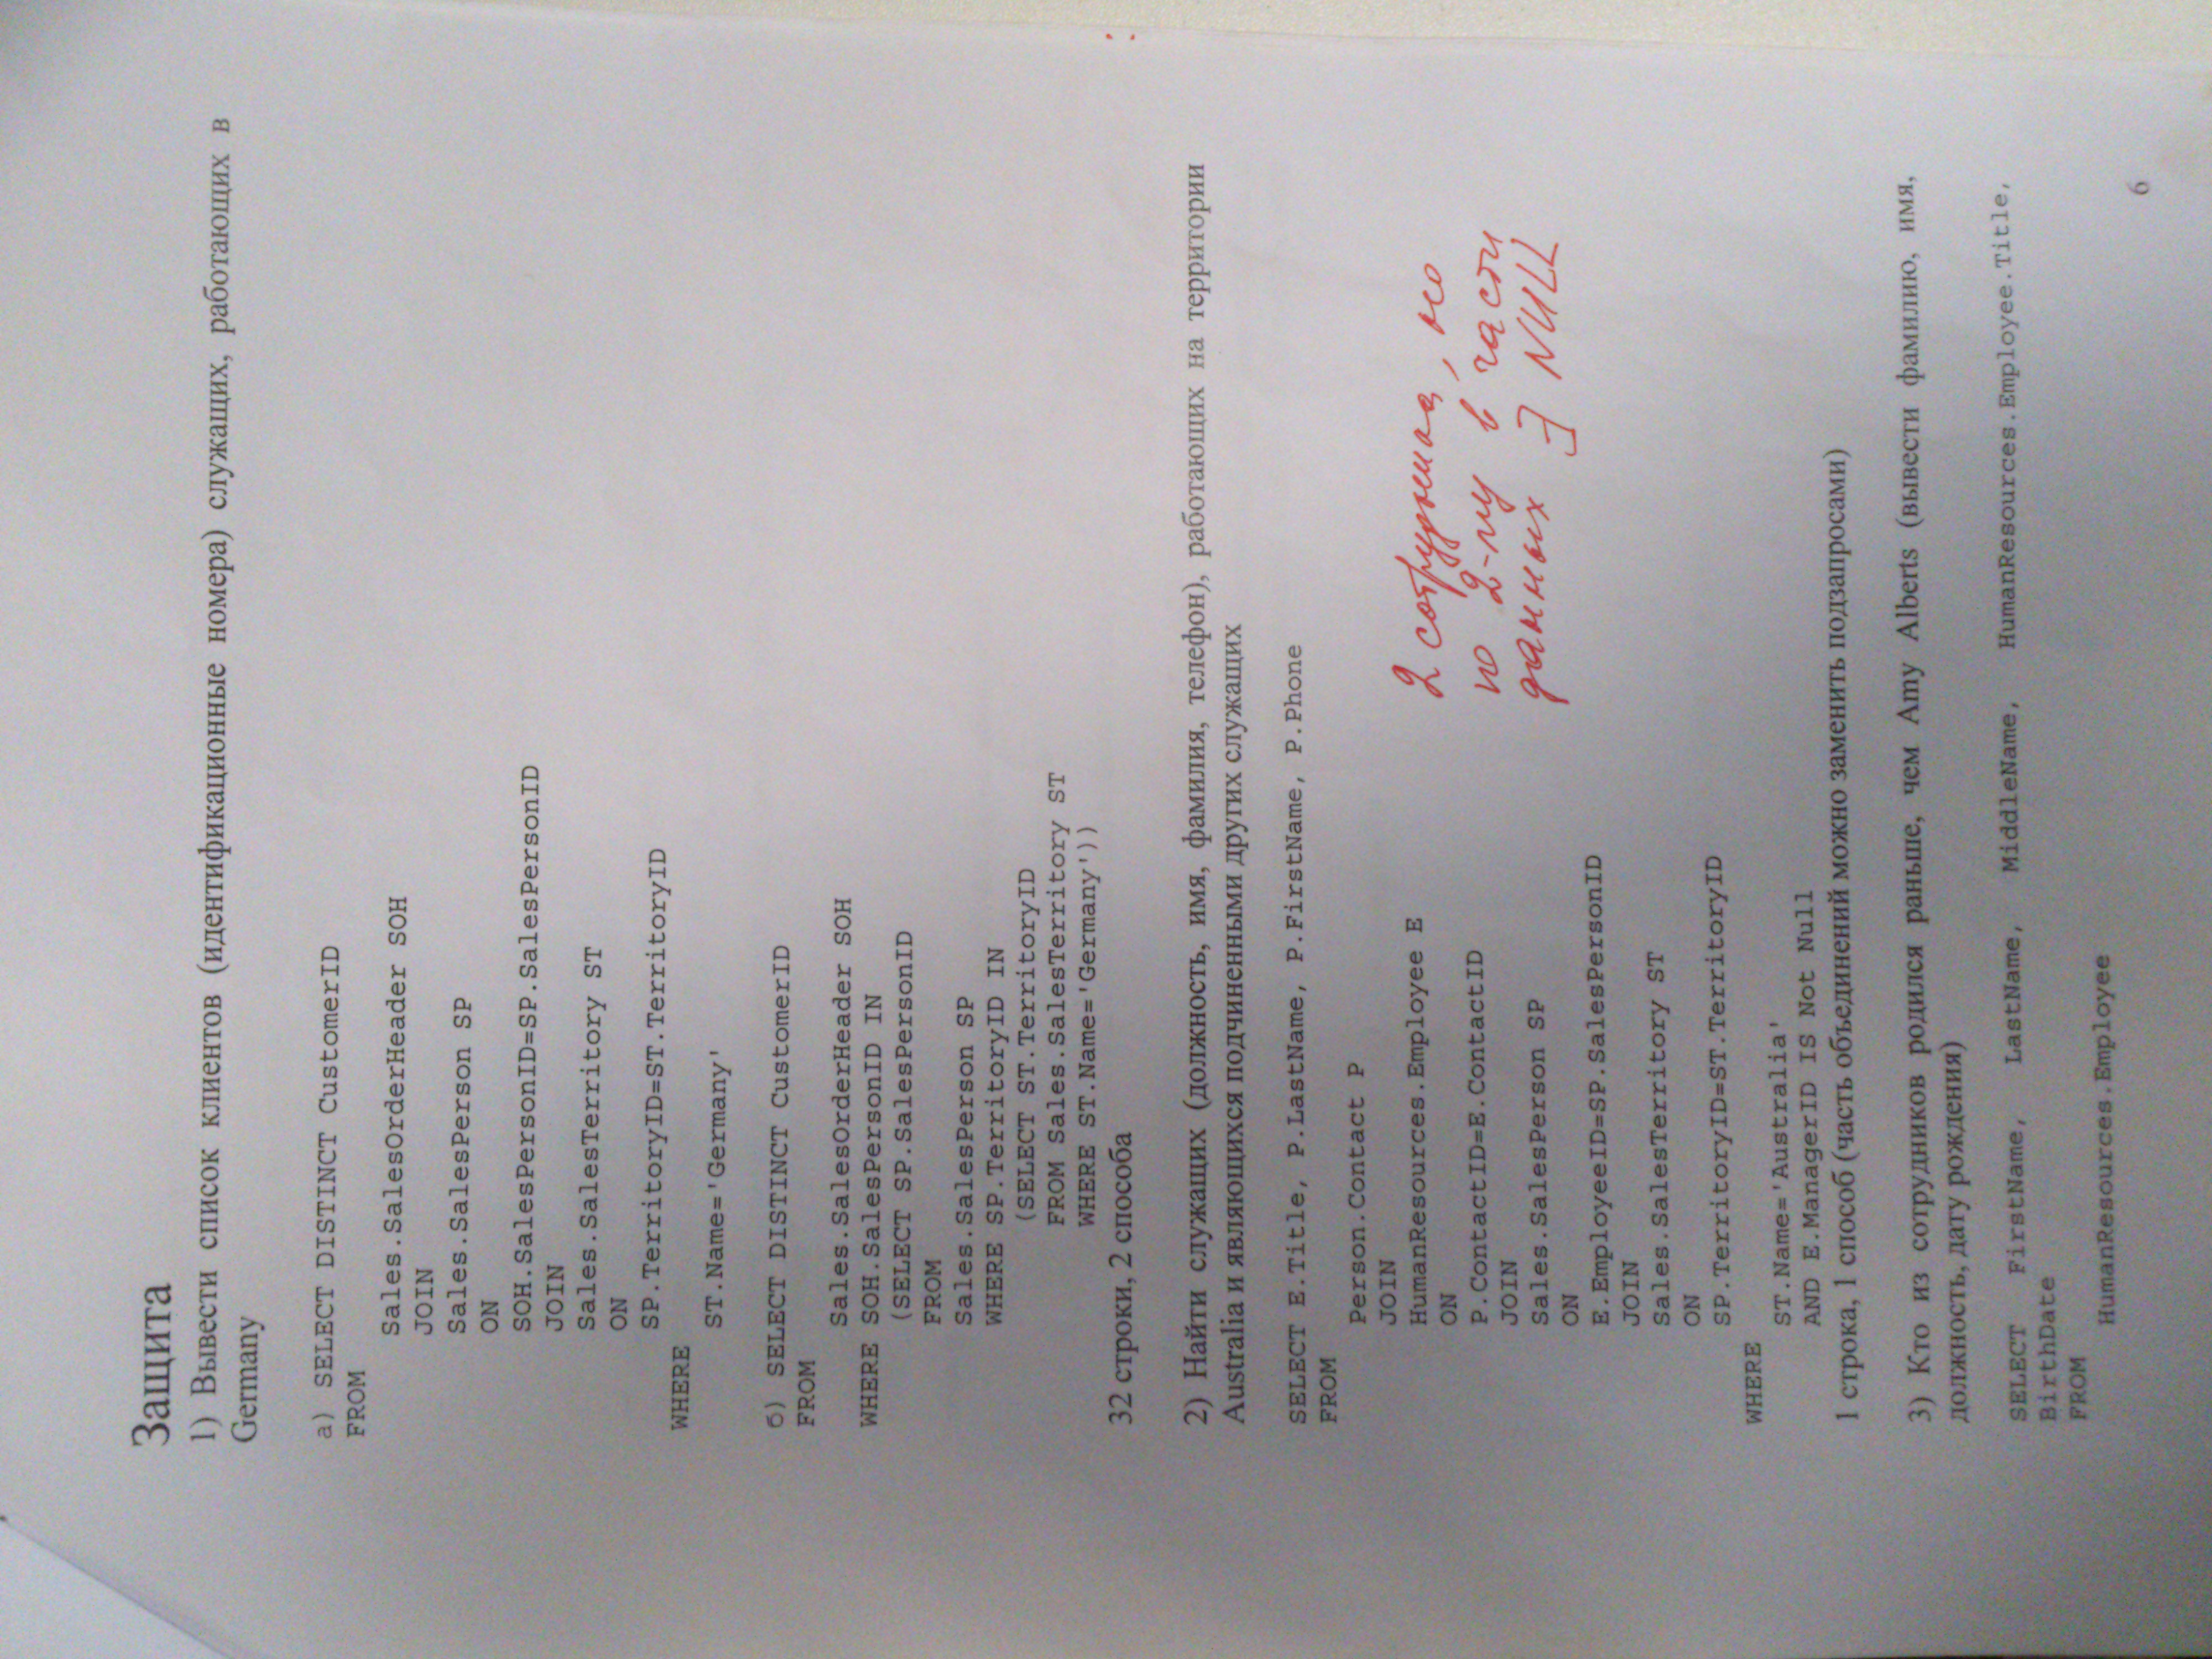 Защита
1) Вывести список клиентов (идентификационные номера) служащих, работающих в
Germany
а) SELECT DISTINCT CustomerID
FROM
Sales.SalesOrderHeader SOH
JOIN
Sales.SalesPerson SP
ON
SOH.SalesPersonID=SP.SalesPersonID
JOIN
Sales.SalesTerritory ST
ON
SP.TerritoryID=ST.TerritoryID
WHERE
ST.Name='Germany'
б) SELECT DISTINCT CustomerID
FROM
Sales.SalesOrderHeader SOH
WHERE SOH.SalesPersonID IN
(SELECT SP.SalesPersonID
FROM
Sales.SalesPerson SP
WHERE SP.TerritoryID IN
(SELECT ST.TerritoryID
FROM Sales.SalesTerritory ST
WHERE ST.Name='Germany'))
32 строки, 2 способа
2) Найти служащих (должность, имя, фамилия, телефон), работающих на территории
Australia и являющихся подчиненными других служащих
SELECT E.Title, P.LastName, P.FirstName, P.Phone
FROM
Person.Contact P
JOIN
HumanResources.Employee E
ON
P.ContactID=E.ContactID
JOIN
Sales.SalesPerson SP
ON
E.EmployeeID=SP.SalesPersonID
JOIN
Sales.SalesTerritory ST
ON
SP.TerritoryID=ST.TerritoryID
WHERE
ST.Name='Australia'
AND E.ManagerID IS Not Null
2 сотрудника, но
по 2-му в части
данных ∃ NULL
1 строка, 1 способ (часть объединений можно заменить подзапросами)
3) Кто из сотрудников родился раньше, чем Amy Alberts (вывести фамилию, имя,
должность, дату рождения)
SELECT FirstName, LastName, MiddleName, HumanResources.Employee.Title,
BirthDate
FROM
HumanResources.Employee
6